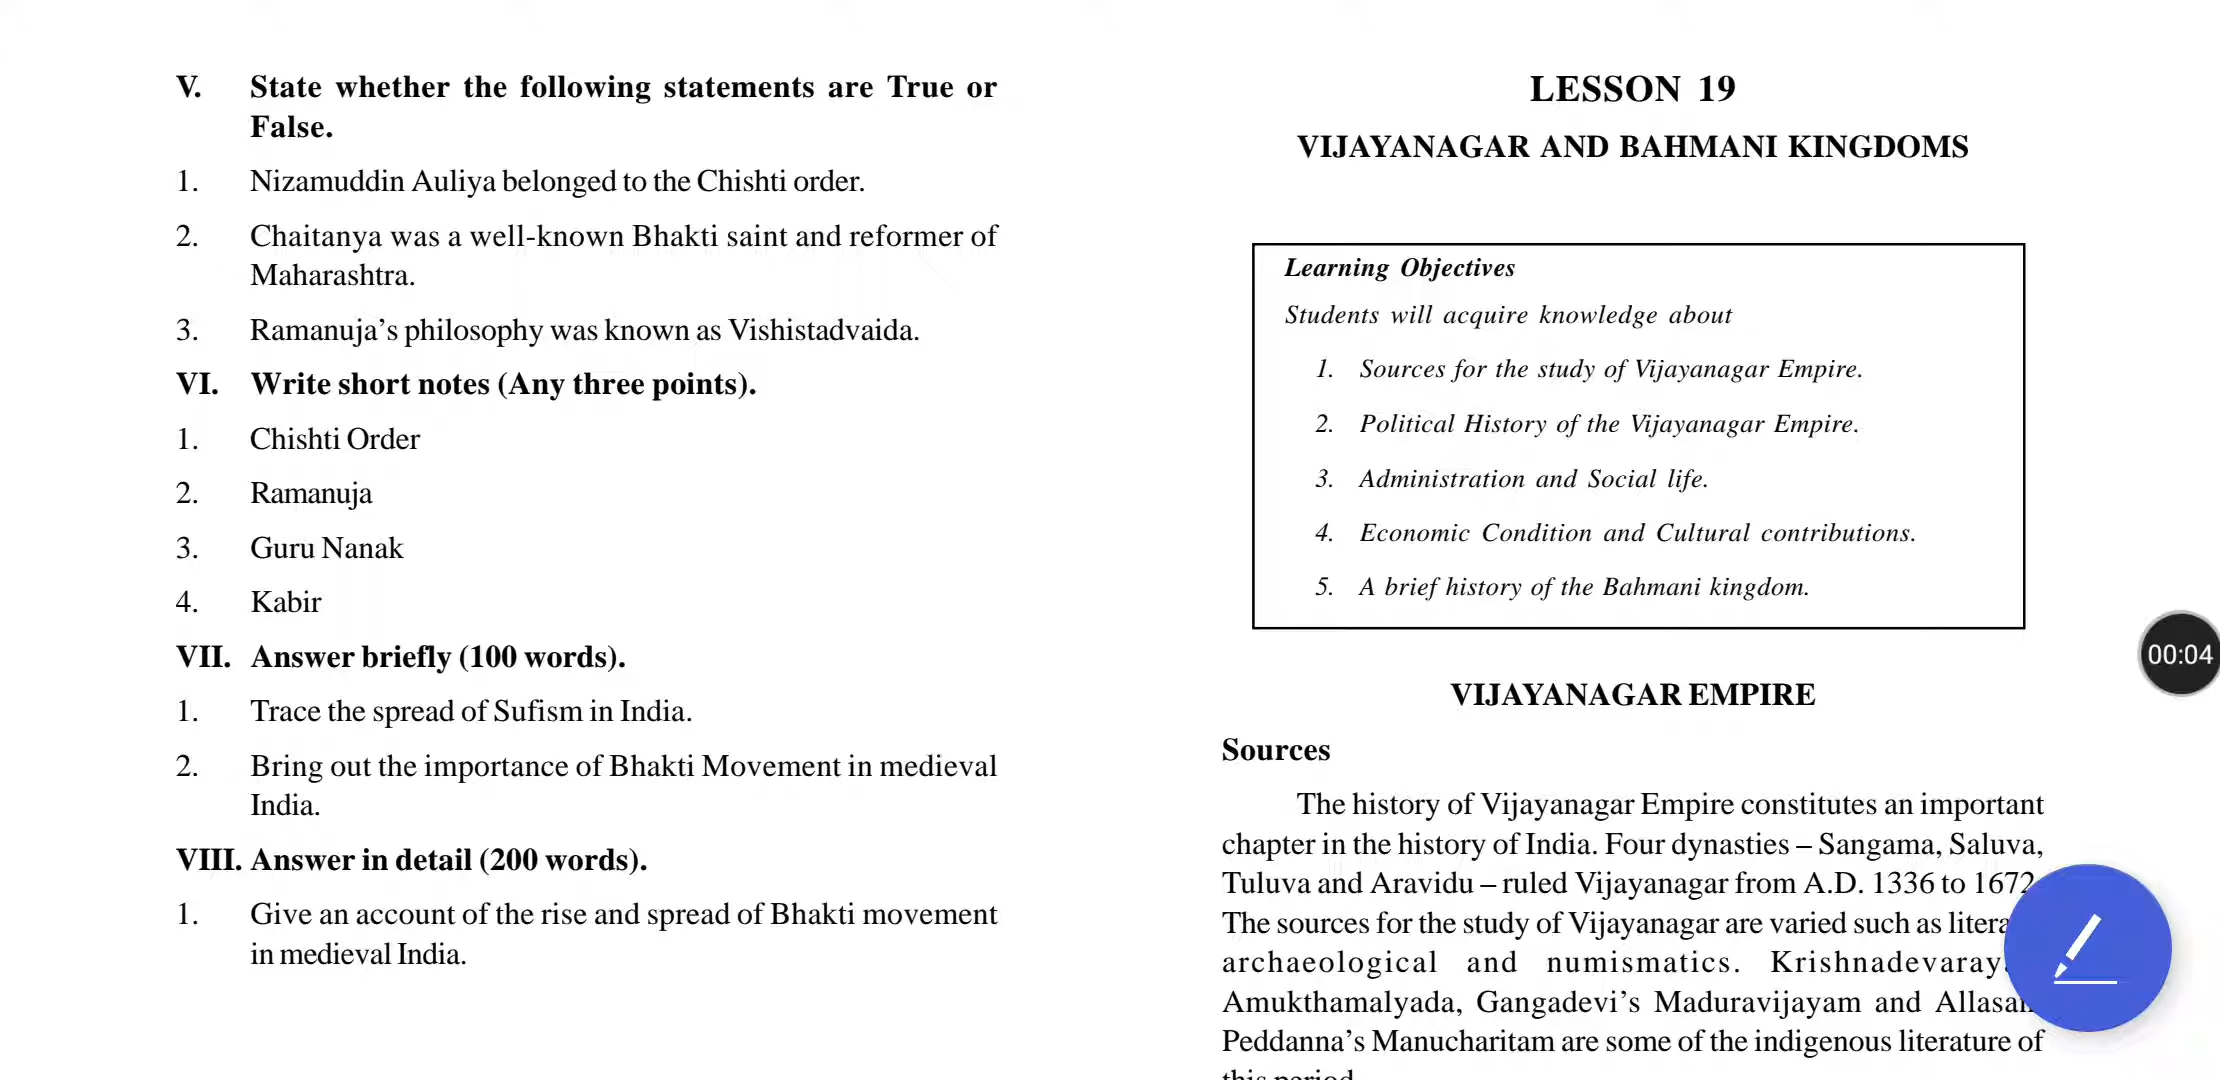 V. State whether the following statements are True or
False.
1. Nizamuddin Auliya belonged to the Chishti order.
2. Chaitanya was a well-known Bhakti saint and reformer of
Maharashtra.
3. Ramanuja’s philosophy was known as Vishistadvaida.
VI. Write short notes (Any three points).
1. Chishti Order
2. Ramanuja
3. Guru Nanak
4. Kabir
VII. Answer briefly (100 words).
1. Trace the spread of Sufism in India.
2. Bring out the importance of Bhakti Movement in medieval
India.
VIII. Answer in detail (200 words).
1. Give an account of the rise and spread of Bhakti movement
in medieval India.
LESSON 19
VIJAYANAGAR AND BAHMANI KINGDOMS
Learning Objectives
Students will acquire knowledge about
1. Sources for the study of Vijayanagar Empire.
2. Political History of the Vijayanagar Empire.
3. Administration and Social life.
4. Economic Condition and Cultural contributions.
5. A brief history of the Bahmani kingdom.
VIJAYANAGAR EMPIRE
Sources
The history of Vijayanagar Empire constitutes an important
chapter in the history of India. Four dynasties – Sangama, Saluva,
Tuluva and Aravidu – ruled Vijayanagar from A.D. 1336 to 1672
The sources for the study of Vijayanagar are varied such as
archaeological and numismatics.
Amukthamalyada, Gangadevi’s Maduravijayam and
Peddanna’s Manucharitam are some of the indigenous literature of
this period
00:04